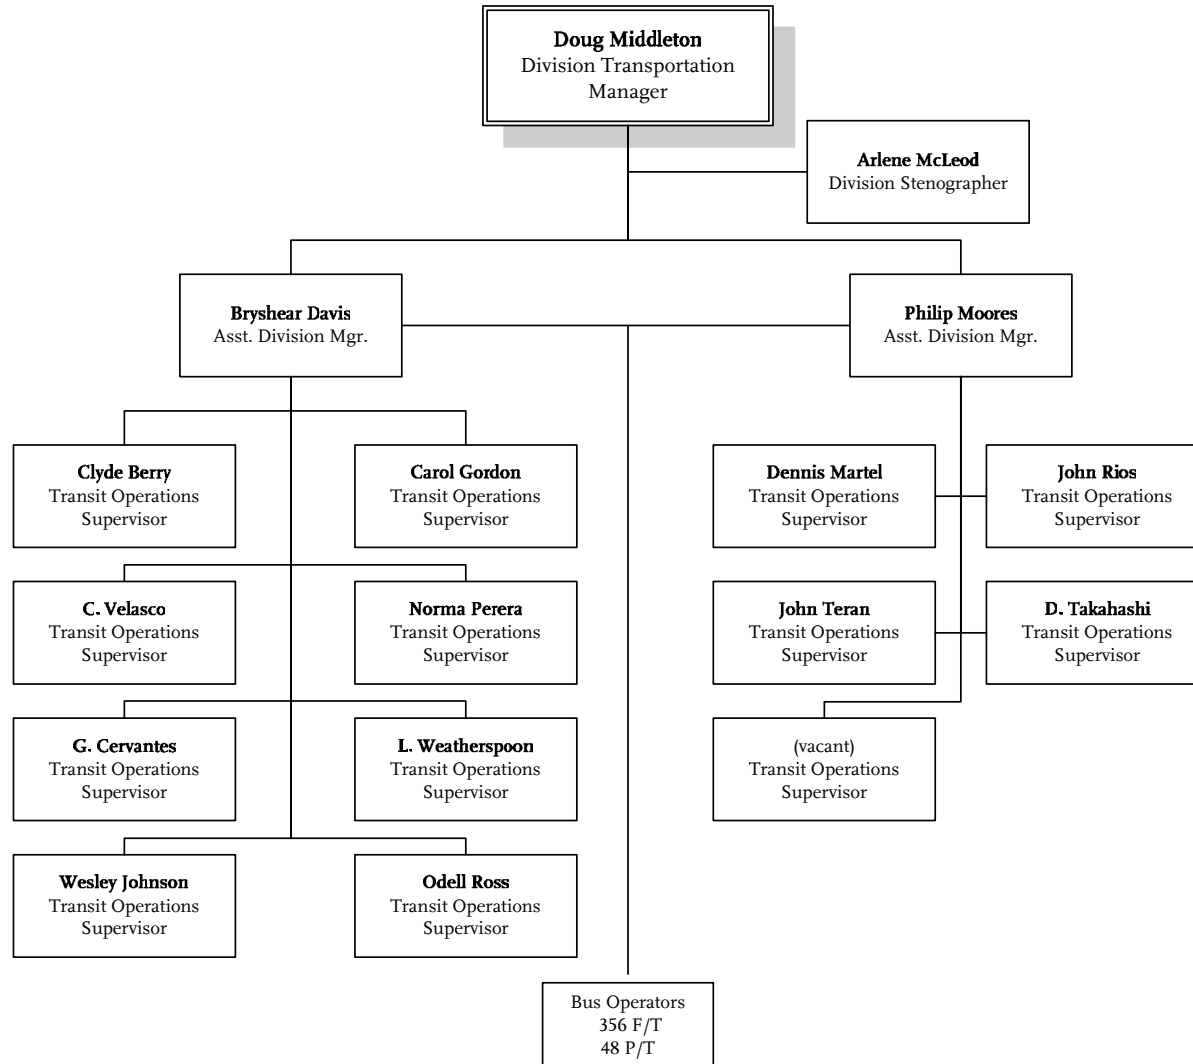 Doug Middleton
Division Transportation
Manager
Arlene McLeod
Division Stenographer
Bryshear Davis
Asst. Division Mgr.
Philip Moores
Asst. Division Mgr.
Clyde Berry
Transit Operations
Supervisor
Carol Gordon
Transit Operations
Supervisor
Dennis Martel
Transit Operations
Supervisor
John Rios
Transit Operations
Supervisor
C. Velasco
Transit Operations
Supervisor
Norma Perera
Transit Operations
Supervisor
John Teran
Transit Operations
Supervisor
D. Takahashi
Transit Operations
Supervisor
G. Cervantes
Transit Operations
Supervisor
L. Weatherspoon
Transit Operations
Supervisor
(vacant)
Transit Operations
Supervisor
Wesley Johnson
Transit Operations
Supervisor
Odell Ross
Transit Operations
Supervisor
Bus Operators
356 F/T
48 P/T